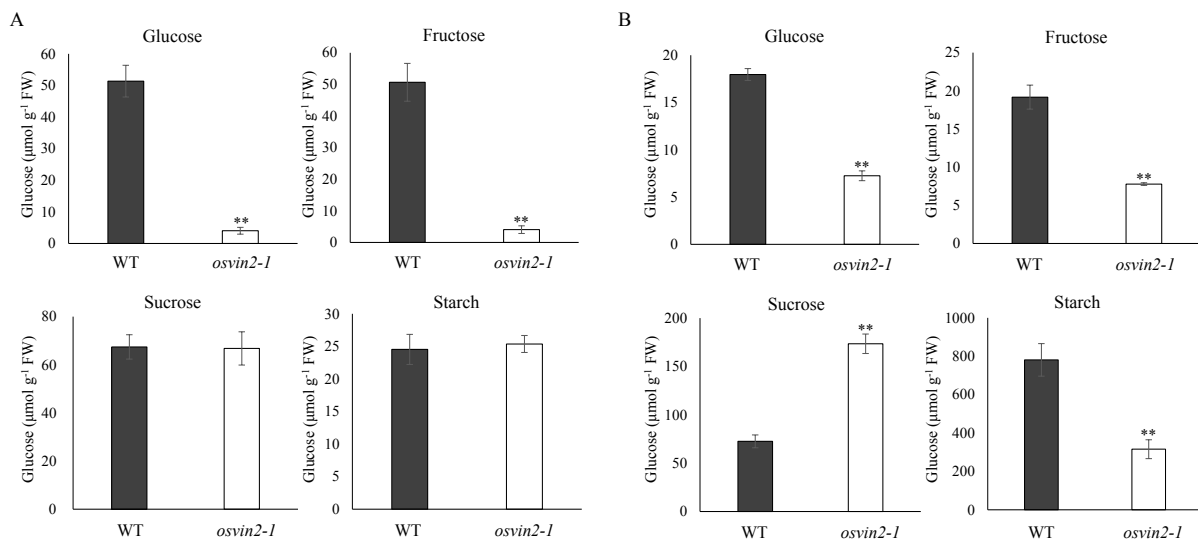 A
Glucose
Glucose (μmol g⁻¹ FW)
60
50
40
30
20
10
0
**
WT
osvin2-1
Fructose
Glucose (μmol g⁻¹ FW)
60
50
40
30
20
10
0
**
WT
osvin2-1
Sucrose
Glucose (μmol g⁻¹ FW)
80
60
40
20
0
WT
osvin2-1
Starch
Glucose (μmol g⁻¹ FW)
30
25
20
15
10
5
0
WT
osvin2-1
B
Glucose
Glucose (μmol g⁻¹ FW)
20
15
10
5
0
**
WT
osvin2-1
Fructose
Glucose (μmol g⁻¹ FW)
25
20
15
10
5
0
**
WT
osvin2-1
Sucrose
Glucose (μmol g⁻¹ FW)
200
150
100
50
0
**
WT
osvin2-1
Starch
Glucose (μmol g⁻¹ FW)
1000
800
600
400
200
0
**
WT
osvin2-1